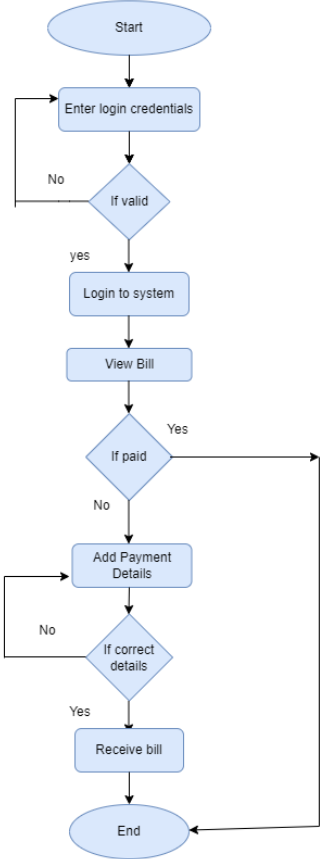 Start
Enter login credentials
No
If valid
yes
Login to system
View Bill
Yes
If paid
No
Add Payment
Details
No
If correct
details
Yes
Receive bill
End